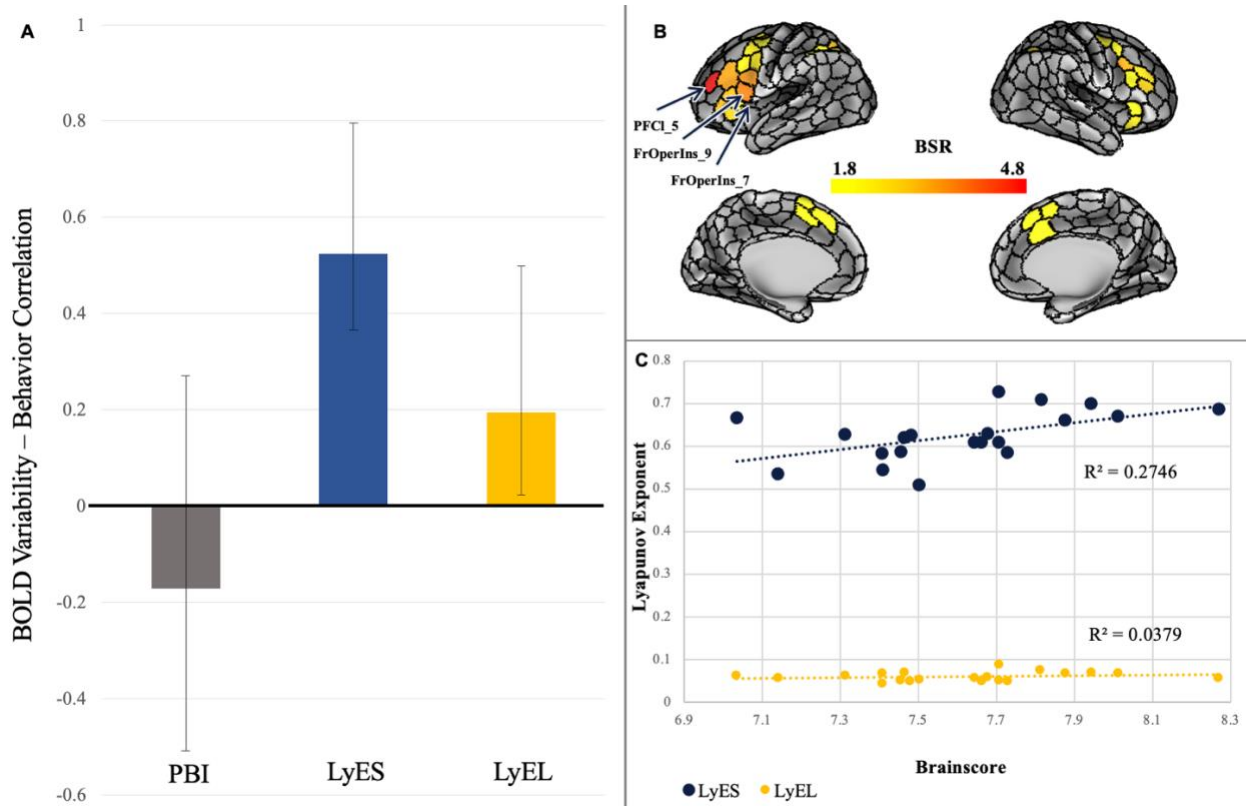 A
BOLD Variability – Behavior Correlation
1
0.8
0.6
0.4
0.2
0
-0.2
-0.4
-0.6
PBI
LyES
LyEL
B
PFCl_5
FrOperIns_9
FrOperIns_7
BSR
1.8
4.8
C
Lyapunov Exponent
0.8
0.7
0.6
0.5
0.4
0.3
0.2
0.1
0
R² = 0.2746
R² = 0.0379
6.9 7.1 7.3 7.5 7.7 7.9 8.1 8.3
Brainscore
LyES LyEL